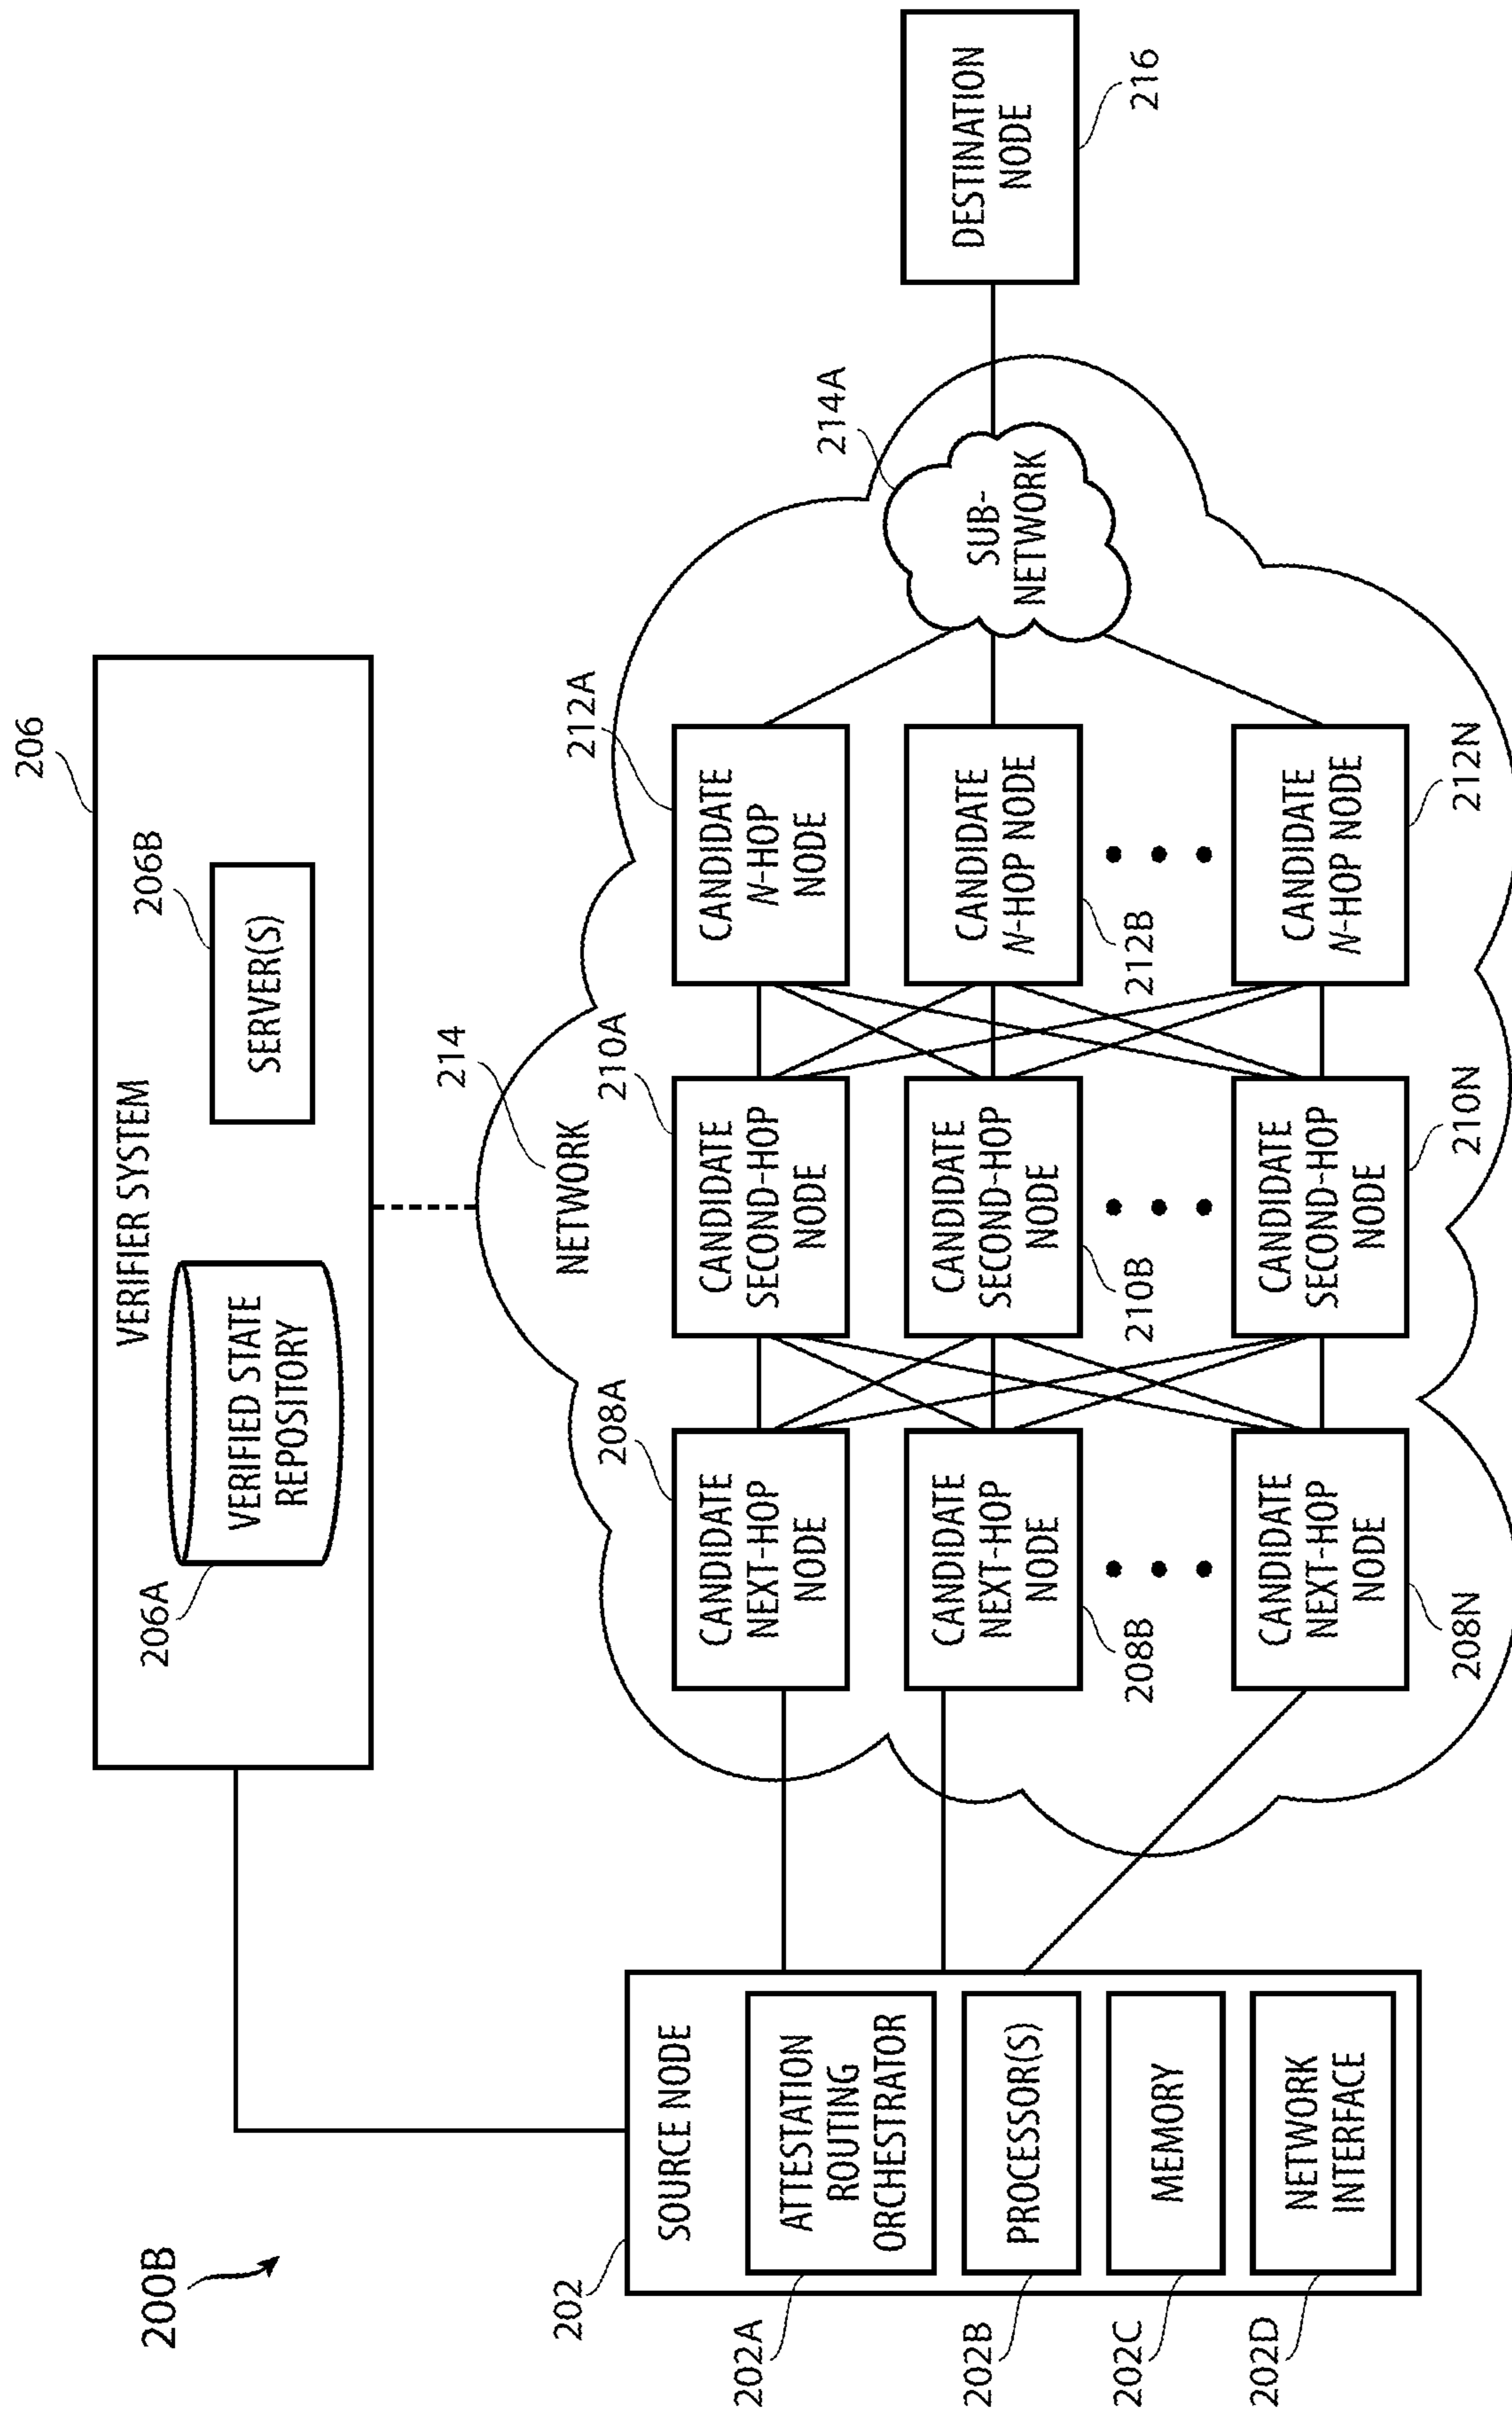 200B
206
VERIFIER SYSTEM
206A
VERIFIED STATE
REPOSITORY
206B
SERVER(S)
202
SOURCE NODE
202A
ATTESTATION
ROUTING
ORCHESTRATOR
202B
PROCESSOR(S)
202C
MEMORY
202D
NETWORK
INTERFACE
214
NETWORK
208A
CANDIDATE
NEXT-HOP
NODE
210A
CANDIDATE
SECOND-HOP
NODE
212A
CANDIDATE
N-HOP
NODE
CANDIDATE
NEXT-HOP
NODE
208B
CANDIDATE
SECOND-HOP
NODE
210B
CANDIDATE
N-HOP NODE
212B
CANDIDATE
NEXT-HOP
NODE
208N
CANDIDATE
SECOND-HOP
NODE
210N
CANDIDATE
N-HOP NODE
212N
214A
SUB-
NETWORK
DESTINATION
NODE
216